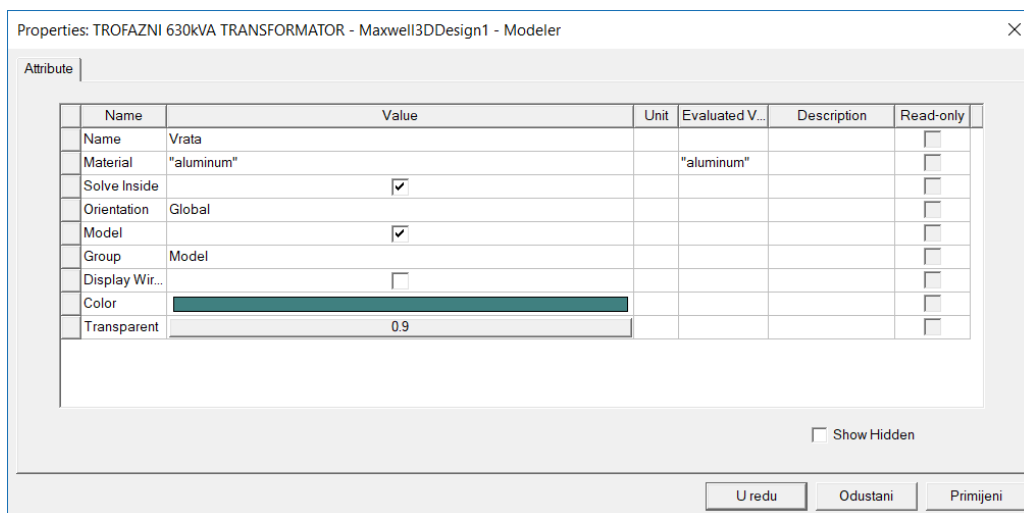 Properties: TROFAZNI 630kVA TRANSFORMATOR - Maxwell3DDesign1 - Modeler
Attribute
Name Value Unit Evaluated V... Description Read-only
Name Vrata
Material "aluminum" "aluminum"
Solve Inside
Orientation Global
Model
Group Model
Display Wir...
Color
Transparent 0.9
Show Hidden
U redu Odustani Primijeni